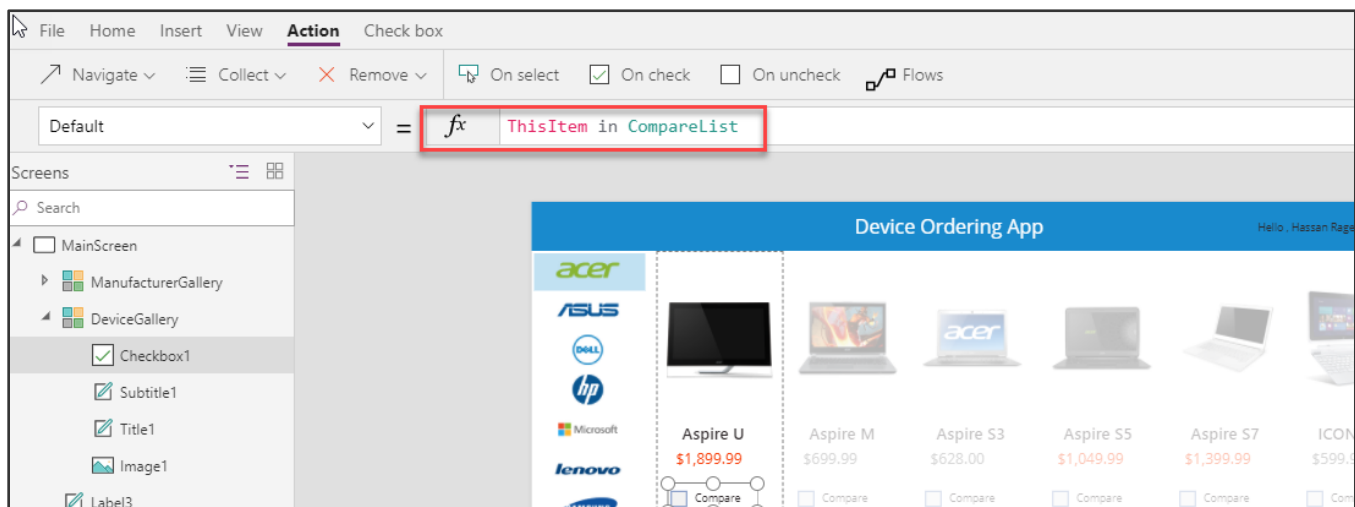 File Home Insert View Action Check box
Navigate Collect Remove On select On check On uncheck Flows
Default = fx ThisItem in CompareList
Screens
Search
MainScreen
ManufacturerGallery
DeviceGallery
Checkbox1
Subtitle1
Title1
Image1
Label3
Device Ordering App Hello , Hassan Rage
acer
ASUS
DELL
hp
Microsoft
lenovo
SAMSUNG
acer
Aspire U Aspire M Aspire S3 Aspire S5 Aspire S7 ICON
$1,899.99 $699.99 $628.00 $1,049.99 $1,399.99 $599.9
Compare Compare Compare Compare Compare Com